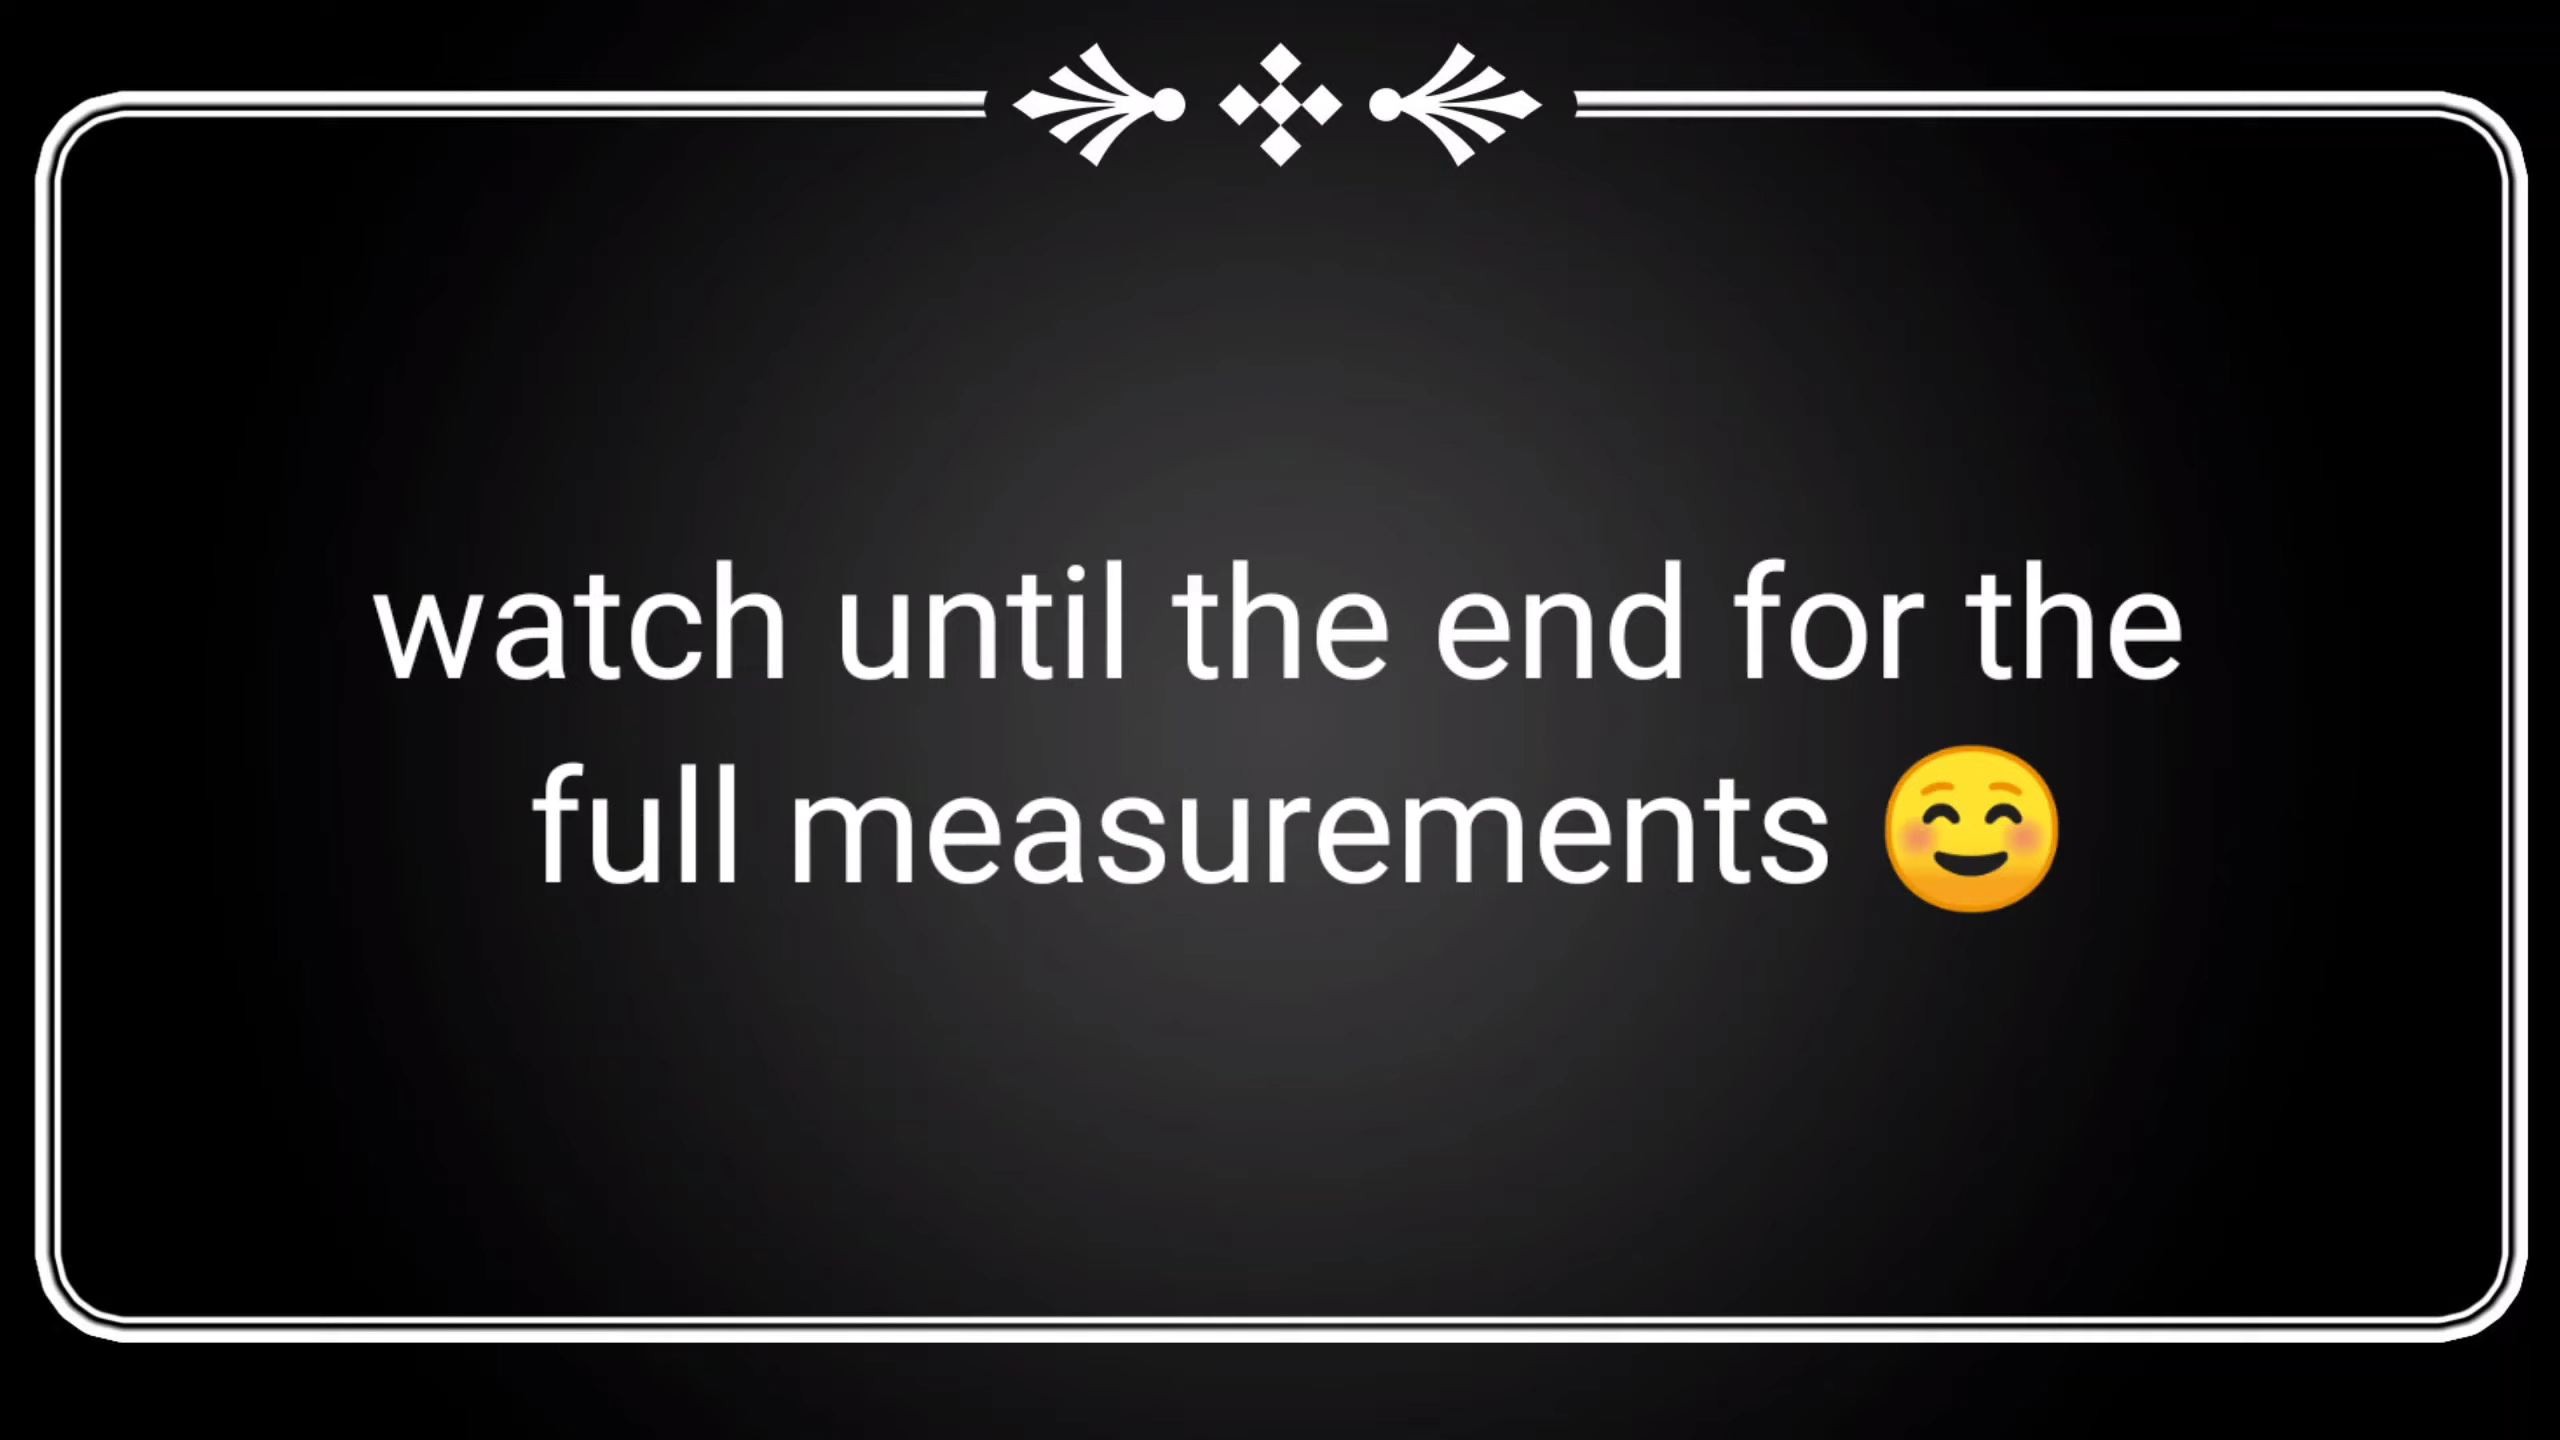 watch until the end for the
full measurements ☺️